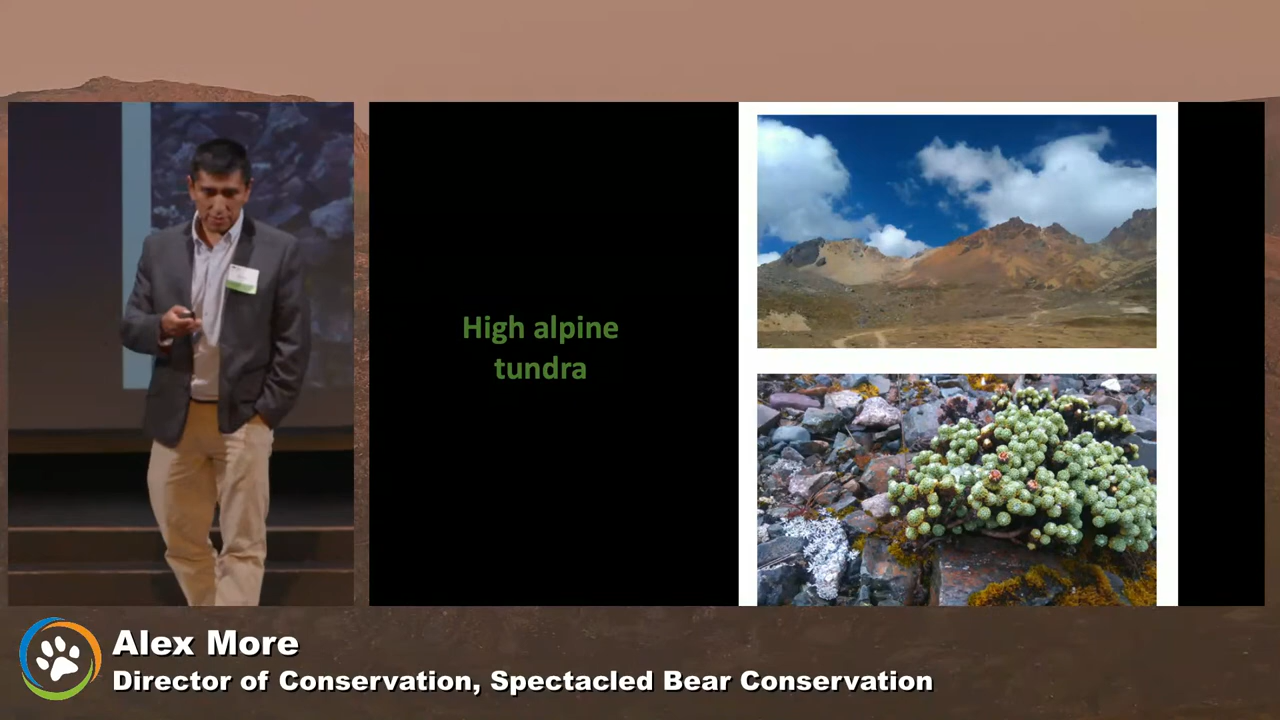 High alpine
tundra
Alex More
Director of Conservation, Spectacled Bear Conservation